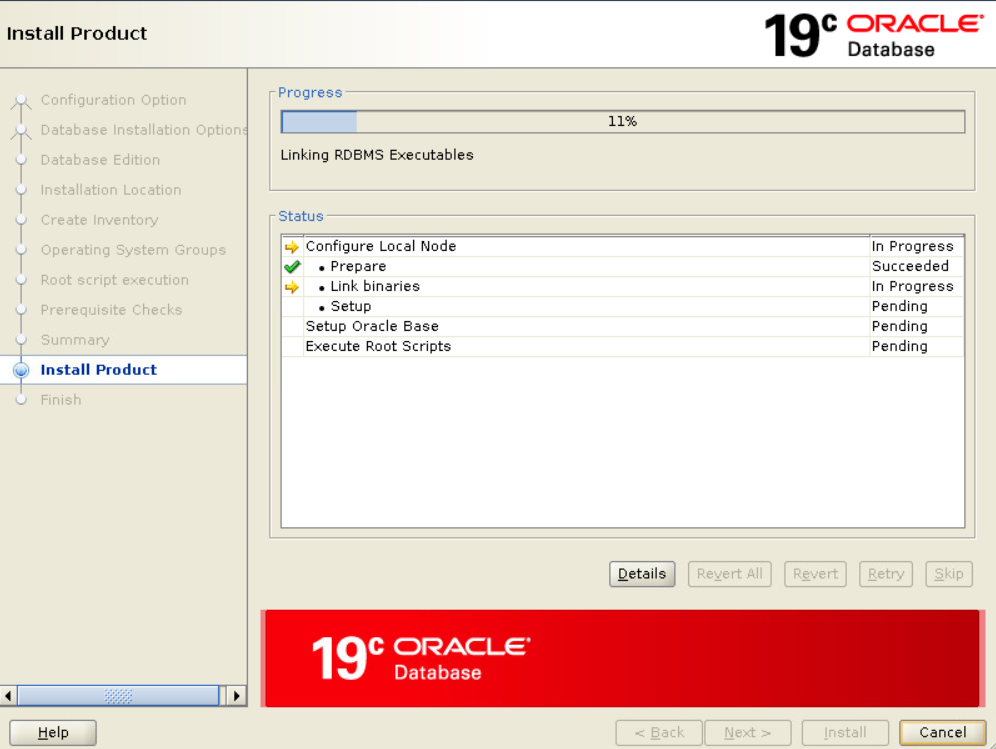 Install Product
19c ORACLE
Database
Configuration Option
Database Installation Options
Database Edition
Installation Location
Create Inventory
Operating System Groups
Root script execution
Prerequisite Checks
Summary
Install Product
Finish
Progress
11%
Linking RDBMS Executables
Status
Configure Local Node In Progress
• Prepare Succeeded
• Link binaries In Progress
• Setup Pending
Setup Oracle Base Pending
Execute Root Scripts Pending
Details Revert All Revert Retry Skip
19c ORACLE
Database
Help < Back Next > Install Cancel